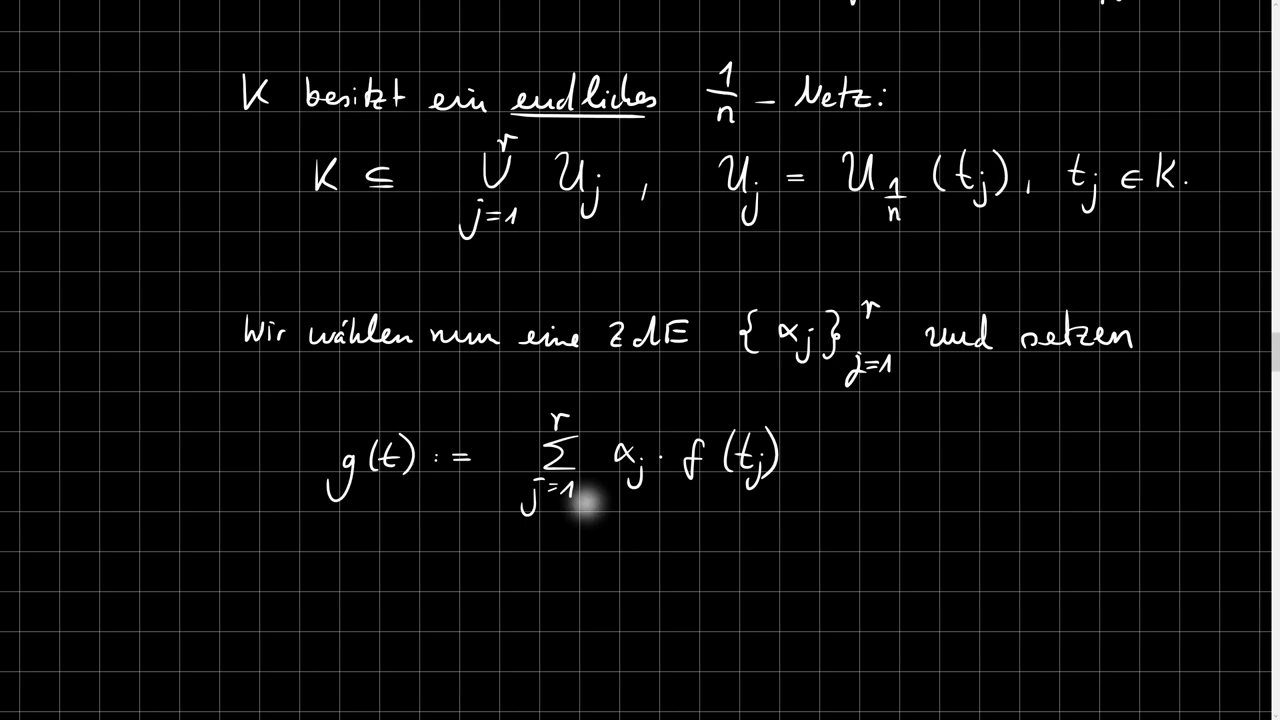 K besitzt ein endliches 1/n - Netz:
K ⊆ ⋃_{j=1}^{r} U_j , U_j = U_{1/n} (t_j), t_j ∈ K.
Wir wählen nun eine ZdE {α_j}_{j=1}^{r} und setzen
g(t) := ∑_{j=1}^{r} α_j · f(t_j)